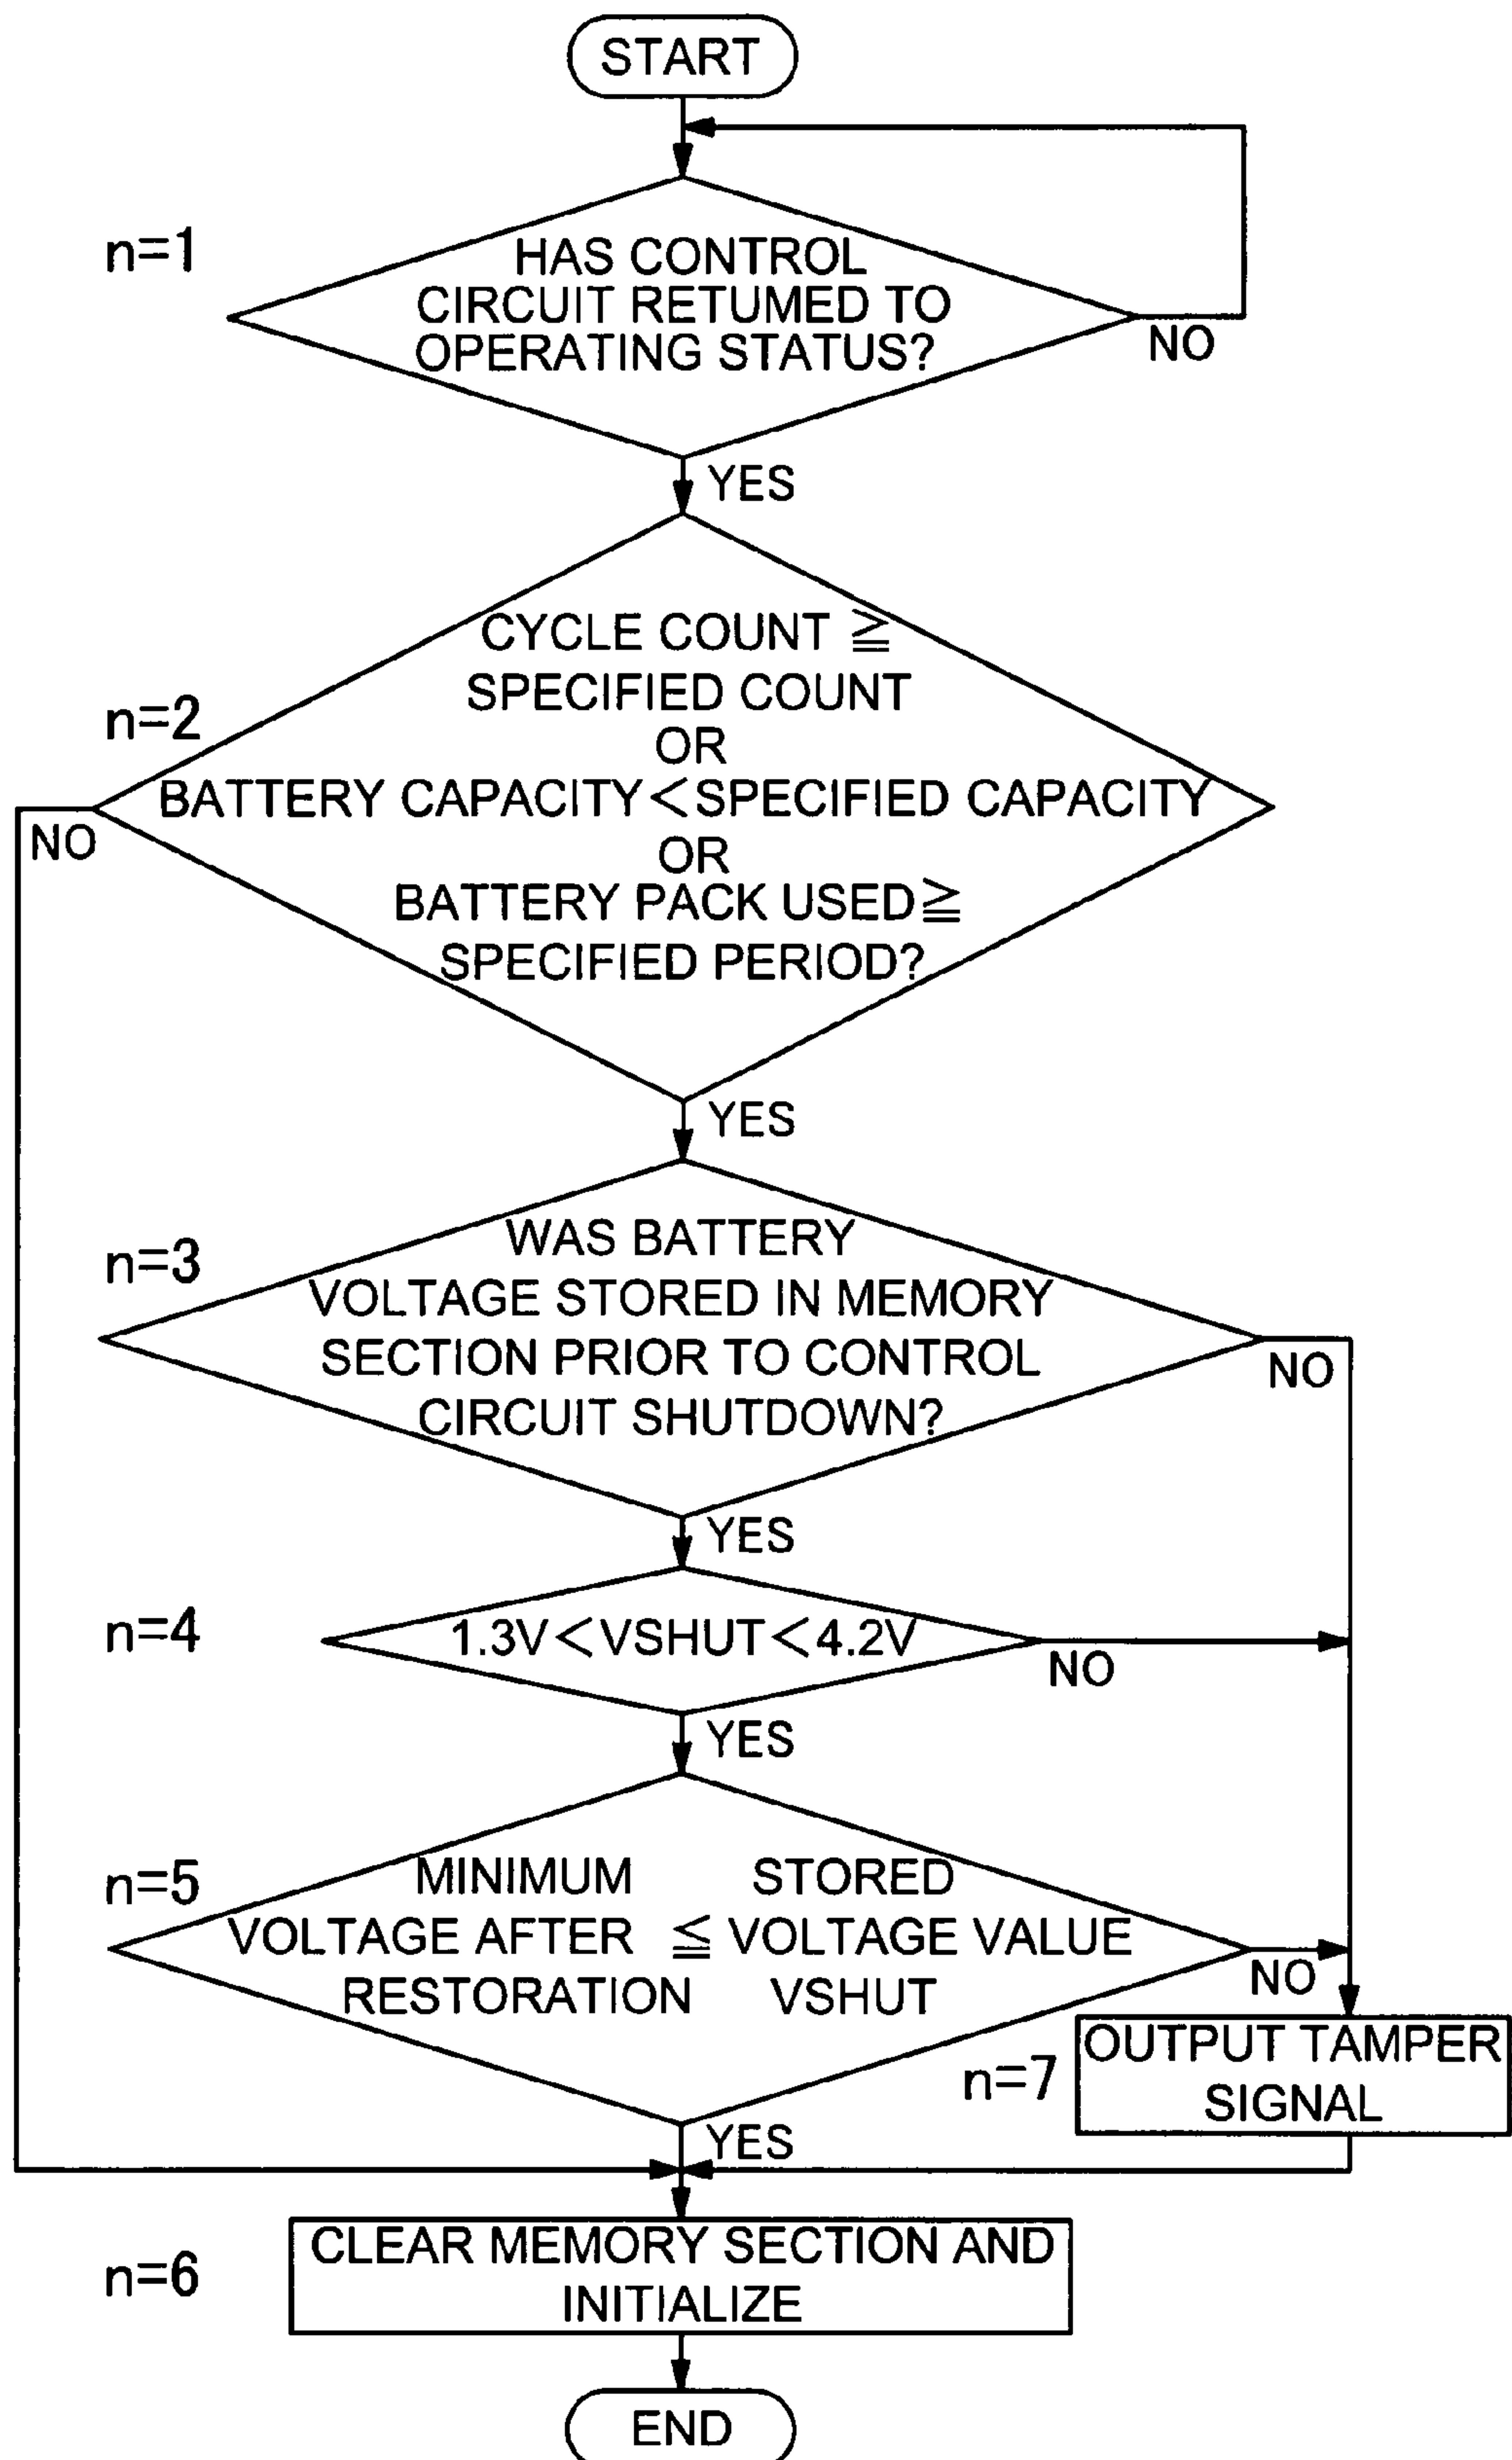 START
n=1
HAS CONTROL
CIRCUIT RETUMED TO
OPERATING STATUS?
NO
YES
n=2
CYCLE COUNT ≧
SPECIFIED COUNT
OR
BATTERY CAPACITY<SPECIFIED CAPACITY
NO
OR
BATTERY PACK USED≧
SPECIFIED PERIOD?
YES
n=3
WAS BATTERY
VOLTAGE STORED IN MEMORY
SECTION PRIOR TO CONTROL
CIRCUIT SHUTDOWN?
NO
YES
n=4
1.3V<VSHUT<4.2V
NO
YES
n=5
MINIMUM STORED
VOLTAGE AFTER ≦ VOLTAGE VALUE
RESTORATION VSHUT
NO
n=7
OUTPUT TAMPER
SIGNAL
YES
n=6
CLEAR MEMORY SECTION AND
INITIALIZE
END